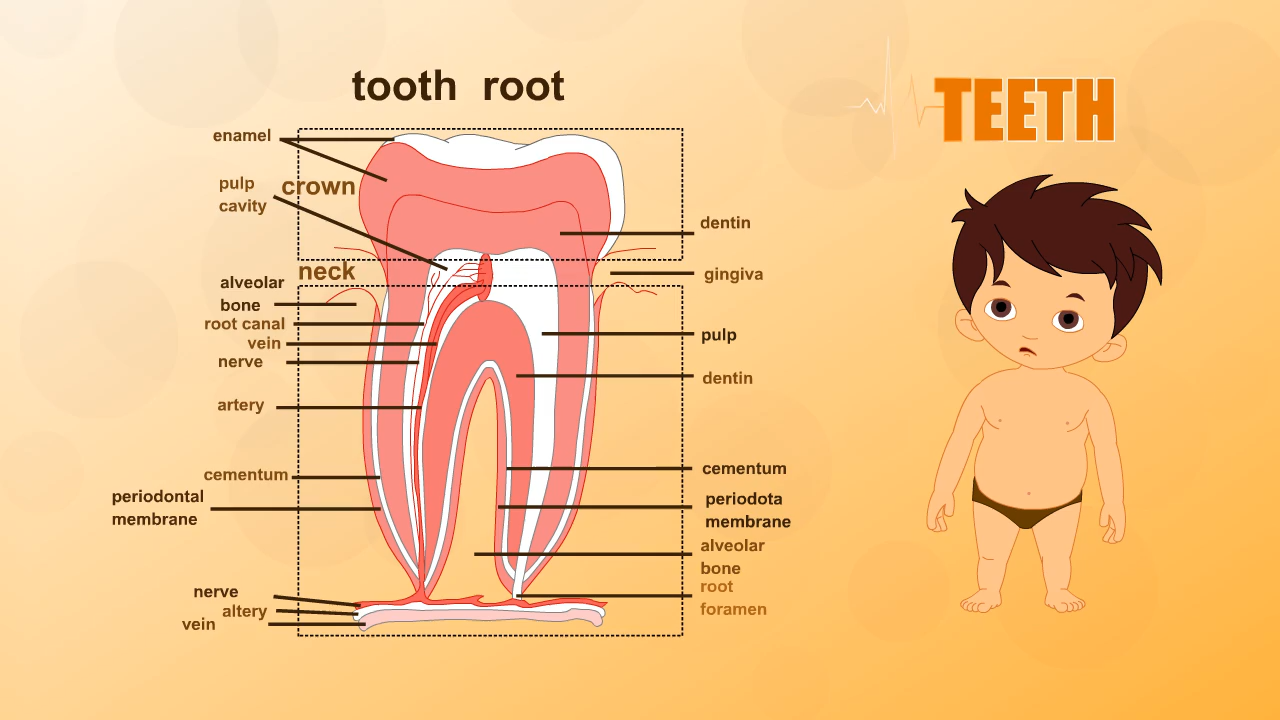 tooth root
TEETH
enamel
pulp
cavity
crown
neck
alveolar
bone
root canal
vein
nerve
artery
cementum
periodontal
membrane
nerve
altery
vein
dentin
gingiva
pulp
dentin
cementum
periodota
membrane
alveolar
bone
root
foramen